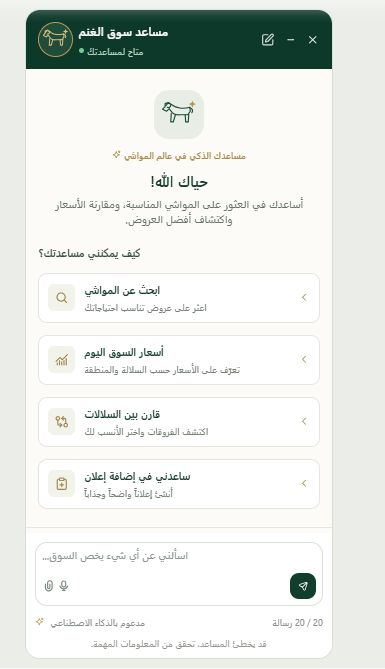 مساعد سوق الغنم
متاح لمساعدتك
مساعدك الذكي في عالم المواشي
حياك الله!
أساعدك في العثور على المواشي المناسبة، ومقارنة الأسعار
واكتشاف أفضل العروض.
كيف يمكنني مساعدتك؟
ابحث عن المواشي
اعثر على عروض تناسب احتياجاتك
أسعار السوق اليوم
تعرّف على الأسعار حسب السلالة والمنطقة
قارن بين السلالات
اكتشف الفروقات واختر الأنسب لك
ساعدني في إضافة إعلان
أنشئ إعلاناً واضحاً وجذاباً
اسألني عن أي شيء يخص السوق...
مدعوم بالذكاء الاصطناعي
20 / 20 رسالة
قد يخطئ المساعد، تحقق من المعلومات المهمة.